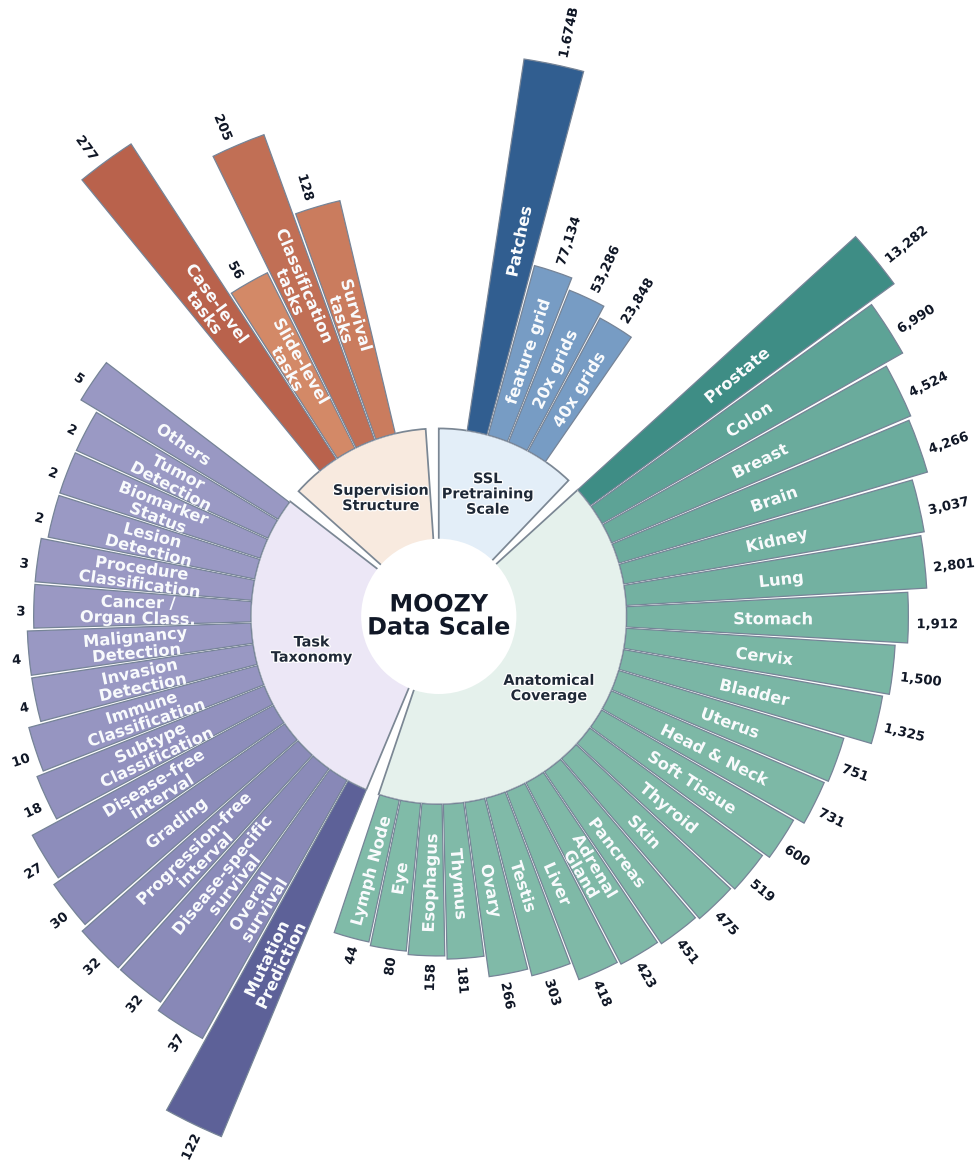 MOOZY
Data Scale
SSL
Pretraining
Scale
Patches
1.674B
feature grid
77,134
20x grids
53,286
40x grids
23,848
Anatomical
Coverage
Prostate
13,282
Colon
6,990
Breast
4,524
Brain
4,266
Kidney
3,037
Lung
2,801
Stomach
1,912
Cervix
1,500
Bladder
1,325
Uterus
751
Head & Neck
731
Soft Tissue
600
Thyroid
519
Skin
475
Pancreas
451
Adrenal
Gland
423
Liver
418
Testis
303
Ovary
266
Thymus
181
Esophagus
158
Eye
80
Lymph Node
44
Task
Taxonomy
Mutation
Prediction
122
Overall
survival
37
Disease-specific
survival
32
Progression-free
interval
32
Grading
30
Disease-free
interval
27
Subtype
Classification
18
Immune
Classification
10
Invasion
Detection
4
Malignancy
Detection
4
Cancer /
Organ Class.
3
Procedure
Classification
3
Lesion
Detection
2
Biomarker
Status
2
Tumor
Detection
2
Others
5
Supervision
Structure
Case-level
tasks
277
Slide-level
tasks
56
Classification
tasks
205
Survival
tasks
128